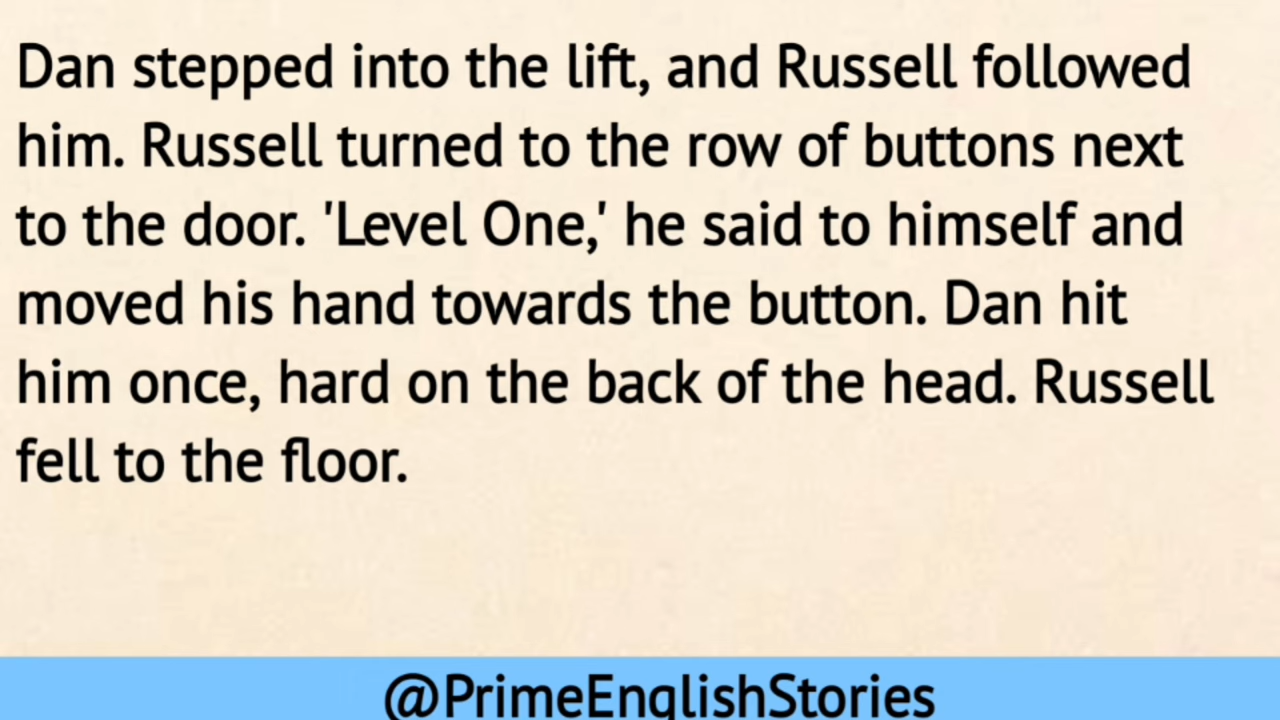 Dan stepped into the lift, and Russell followed
him. Russell turned to the row of buttons next
to the door. 'Level One,' he said to himself and
moved his hand towards the button. Dan hit
him once, hard on the back of the head. Russell
fell to the floor.
@PrimeEnglishStories